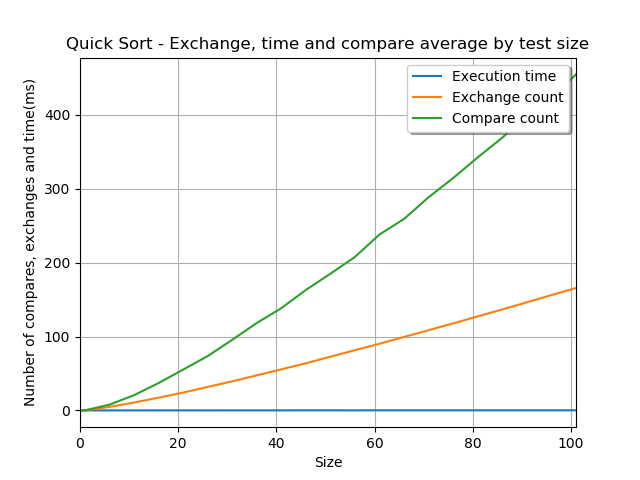 Quick Sort - Exchange, time and compare average by test size
Execution time
Exchange count
Compare count
Number of compares, exchanges and time(ms)
400
300
200
100
0
0 20 40 60 80 100
Size